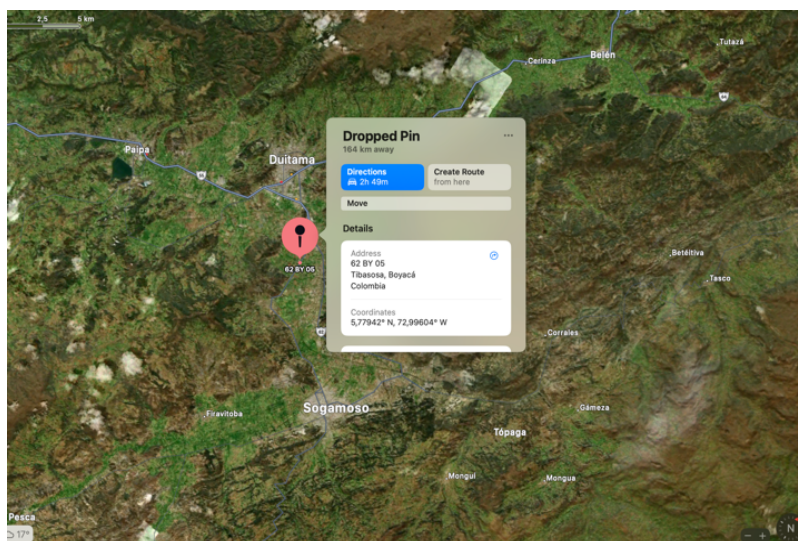 2,5 5 km
Tutazá
Cerinza
Belén
Dropped Pin
164 km away
Paipa
Duitama
Directions
2h 49m
Create Route
from here
Move
Details
62 BY 05
Address
62 BY 05
Tibasosa, Boyacá
Colombia
Coordinates
5,77942° N, 72,99604° W
Betéitiva
Tasco
Corrales
Firavitoba
Sogamoso
Gámeza
Tópaga
Monguí
Mongua
Pesca
17°
N